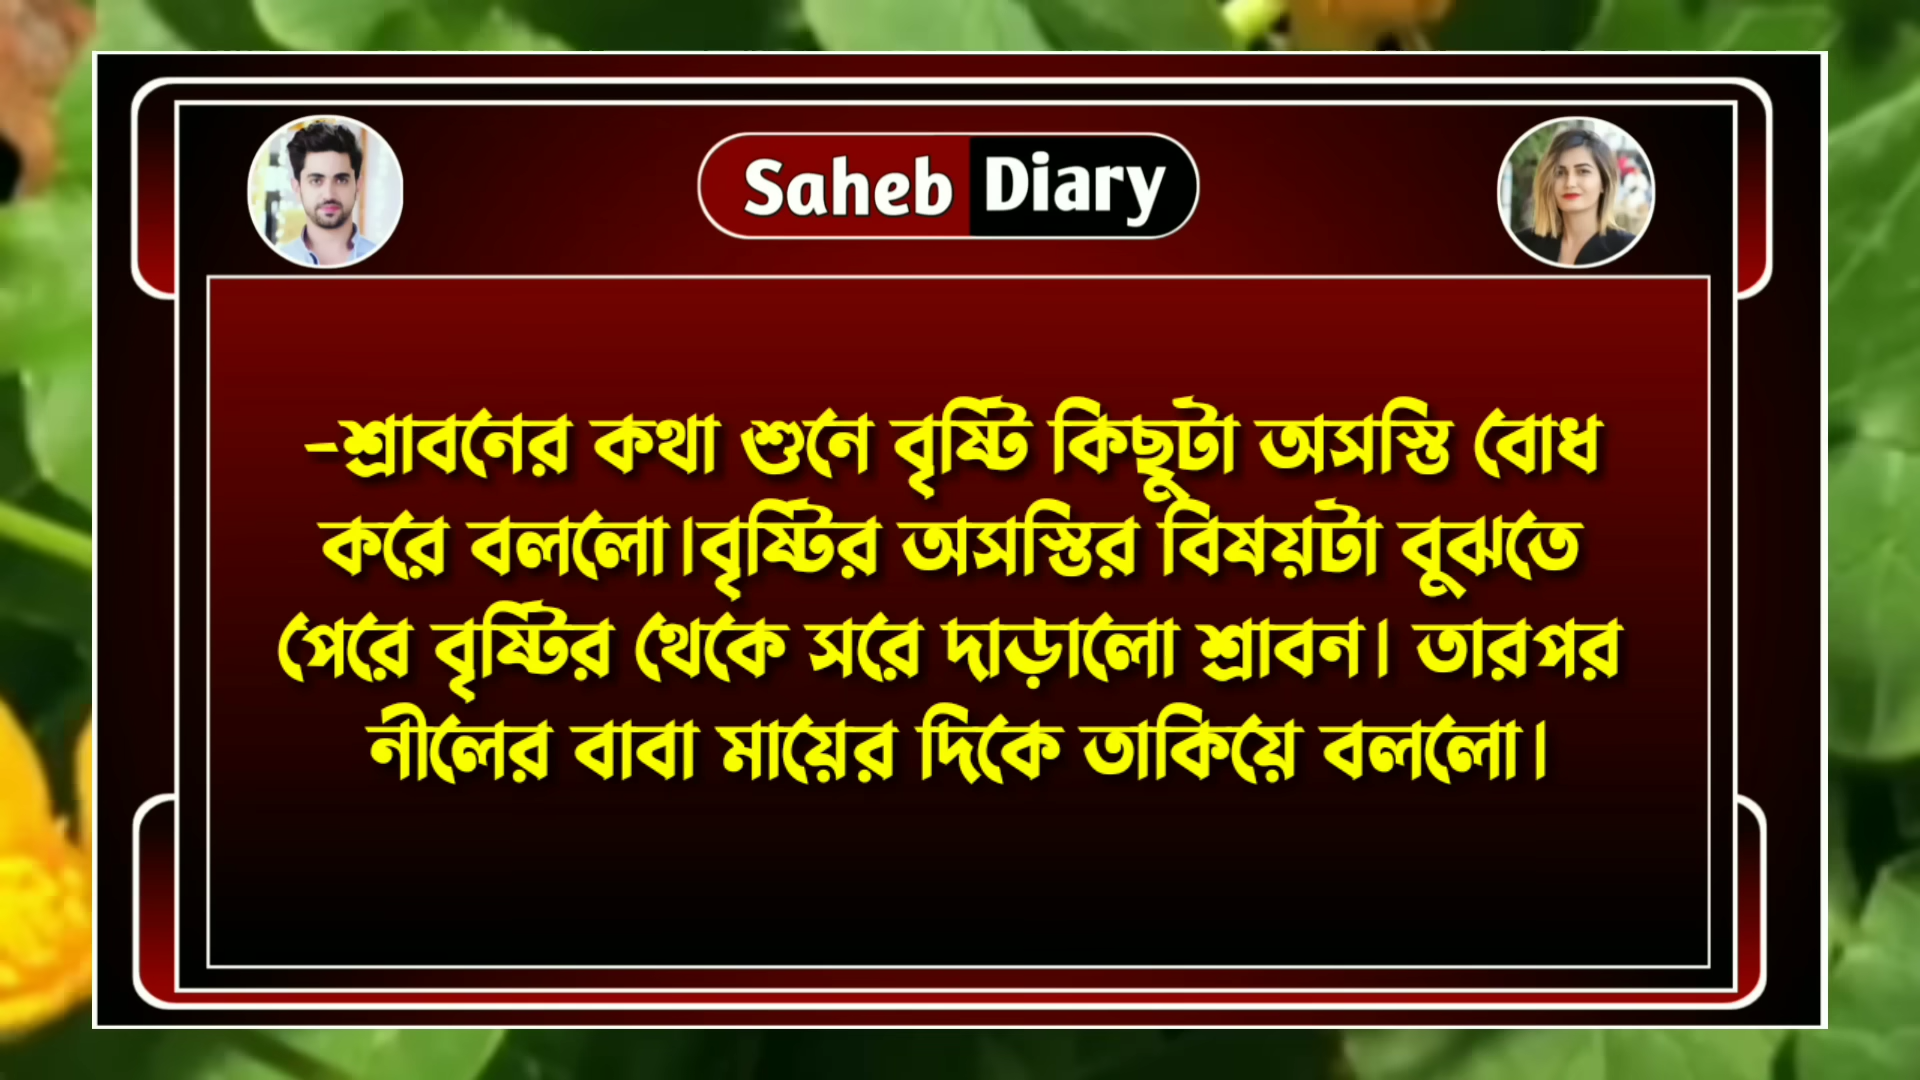 Saheb Diary
-শ্রাবনের কথা শুনে বৃষ্টি কিছুটা অসস্তি বোধ
করে বললো।বৃষ্টির অসস্তির বিষয়টা বুঝতে
পেরে বৃষ্টির থেকে সরে দাড়ালো শ্রাবন। তারপর
নীলের বাবা মায়ের দিকে তাকিয়ে বললো।